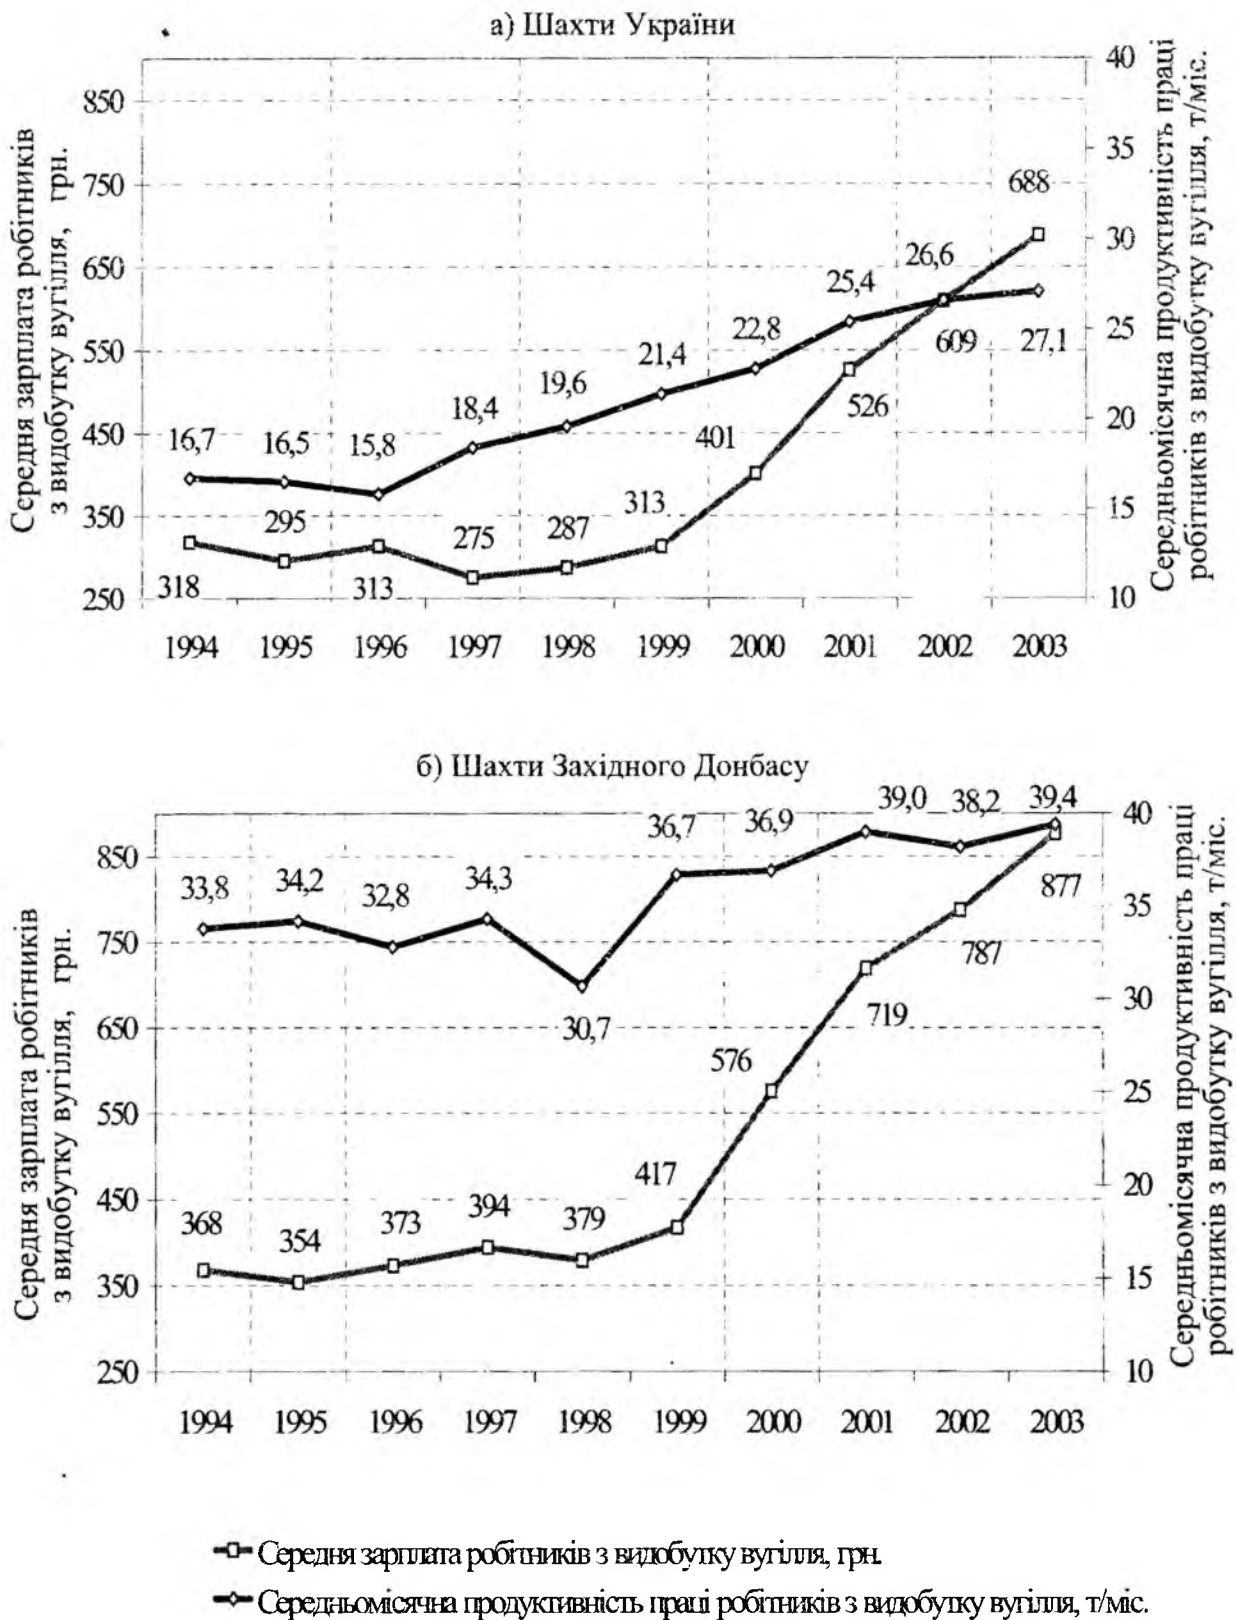 а) Шахти України
Середня зарплата робітників
з видобутку вугілля, грн.
850
750
650
550
450
350
250
40
35
30
25
20
15
10
Середньомісячна продуктивність праці
робітників з видобутку вугілля, т/міс.
16,7 16,5 15,8 18,4 19,6 21,4 22,8 25,4 26,6 27,1
318 295 313 275 287 313 401 526 609 688
1994 1995 1996 1997 1998 1999 2000 2001 2002 2003
б) Шахти Західного Донбасу
Середня зарплата робітників
з видобутку вугілля, грн.
850
750
650
550
450
350
250
40
35
30
25
20
15
10
Середньомісячна продуктивність праці
робітників з видобутку вугілля, т/міс.
33,8 34,2 32,8 34,3 30,7 36,7 36,9 39,0 38,2 39,4
368 354 373 394 379 417 576 719 787 877
1994 1995 1996 1997 1998 1999 2000 2001 2002 2003
Середня зарплата робітників з видобутку вугілля, грн.
Середньомісячна продуктивність праці робітників з видобутку вугілля, т/міс.